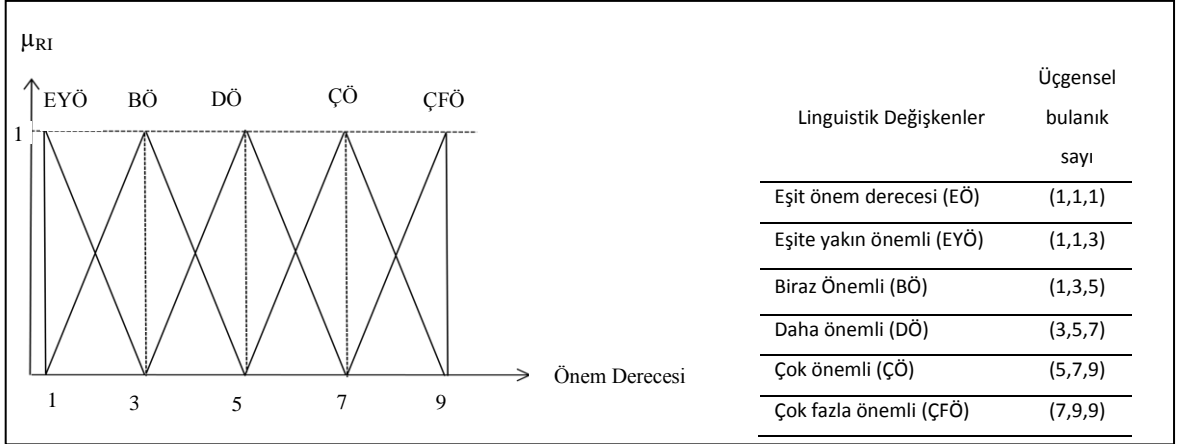 μRI
EYÖ BÖ DÖ ÇÖ ÇFÖ
1
1 3 5 7 9
Önem Derecesi
Linguistik Değişkenler
Üçgensel
bulanık
sayı
Eşit önem derecesi (EÖ) (1,1,1)
Eşite yakın önemli (EYÖ) (1,1,3)
Biraz Önemli (BÖ) (1,3,5)
Daha önemli (DÖ) (3,5,7)
Çok önemli (ÇÖ) (5,7,9)
Çok fazla önemli (ÇFÖ) (7,9,9)